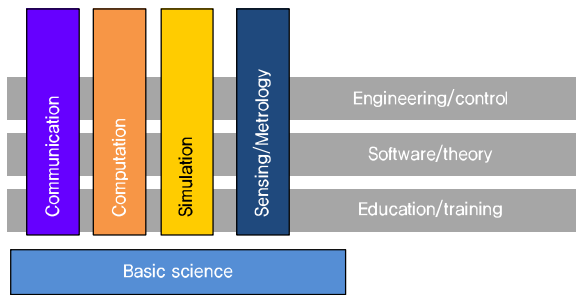 Communication
Computation
Simulation
Sensing/Metrology
Engineering/control
Software/theory
Education/training
Basic science